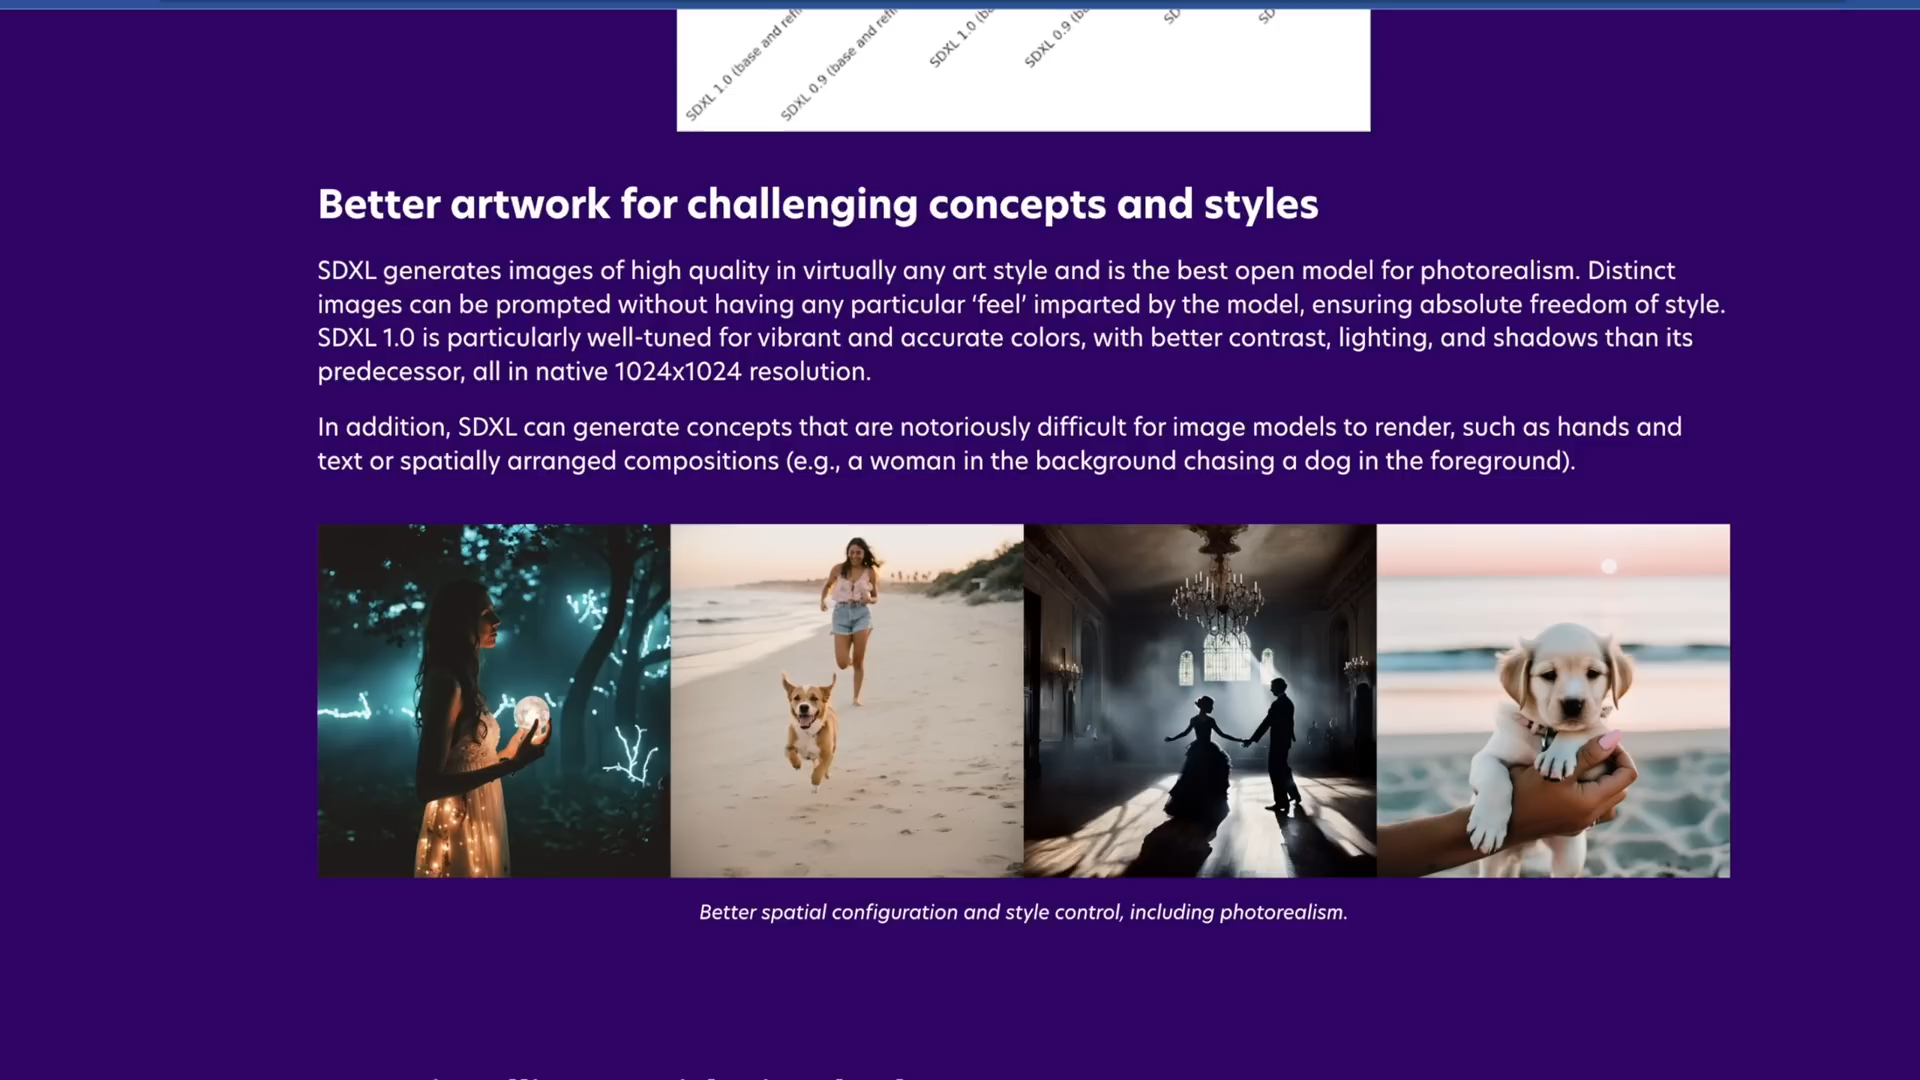 SDXL 1.0 (base and
SDXL 0.9 (base and
SDXL 1.0
SDXL 0.9
Better artwork for challenging concepts and styles
SDXL generates images of high quality in virtually any art style and is the best open model for photorealism. Distinct
images can be prompted without having any particular ‘feel’ imparted by the model, ensuring absolute freedom of style.
SDXL 1.0 is particularly well-tuned for vibrant and accurate colors, with better contrast, lighting, and shadows than its
predecessor, all in native 1024x1024 resolution.
In addition, SDXL can generate concepts that are notoriously difficult for image models to render, such as hands and
text or spatially arranged compositions (e.g., a woman in the background chasing a dog in the foreground).
Better spatial configuration and style control, including photorealism.